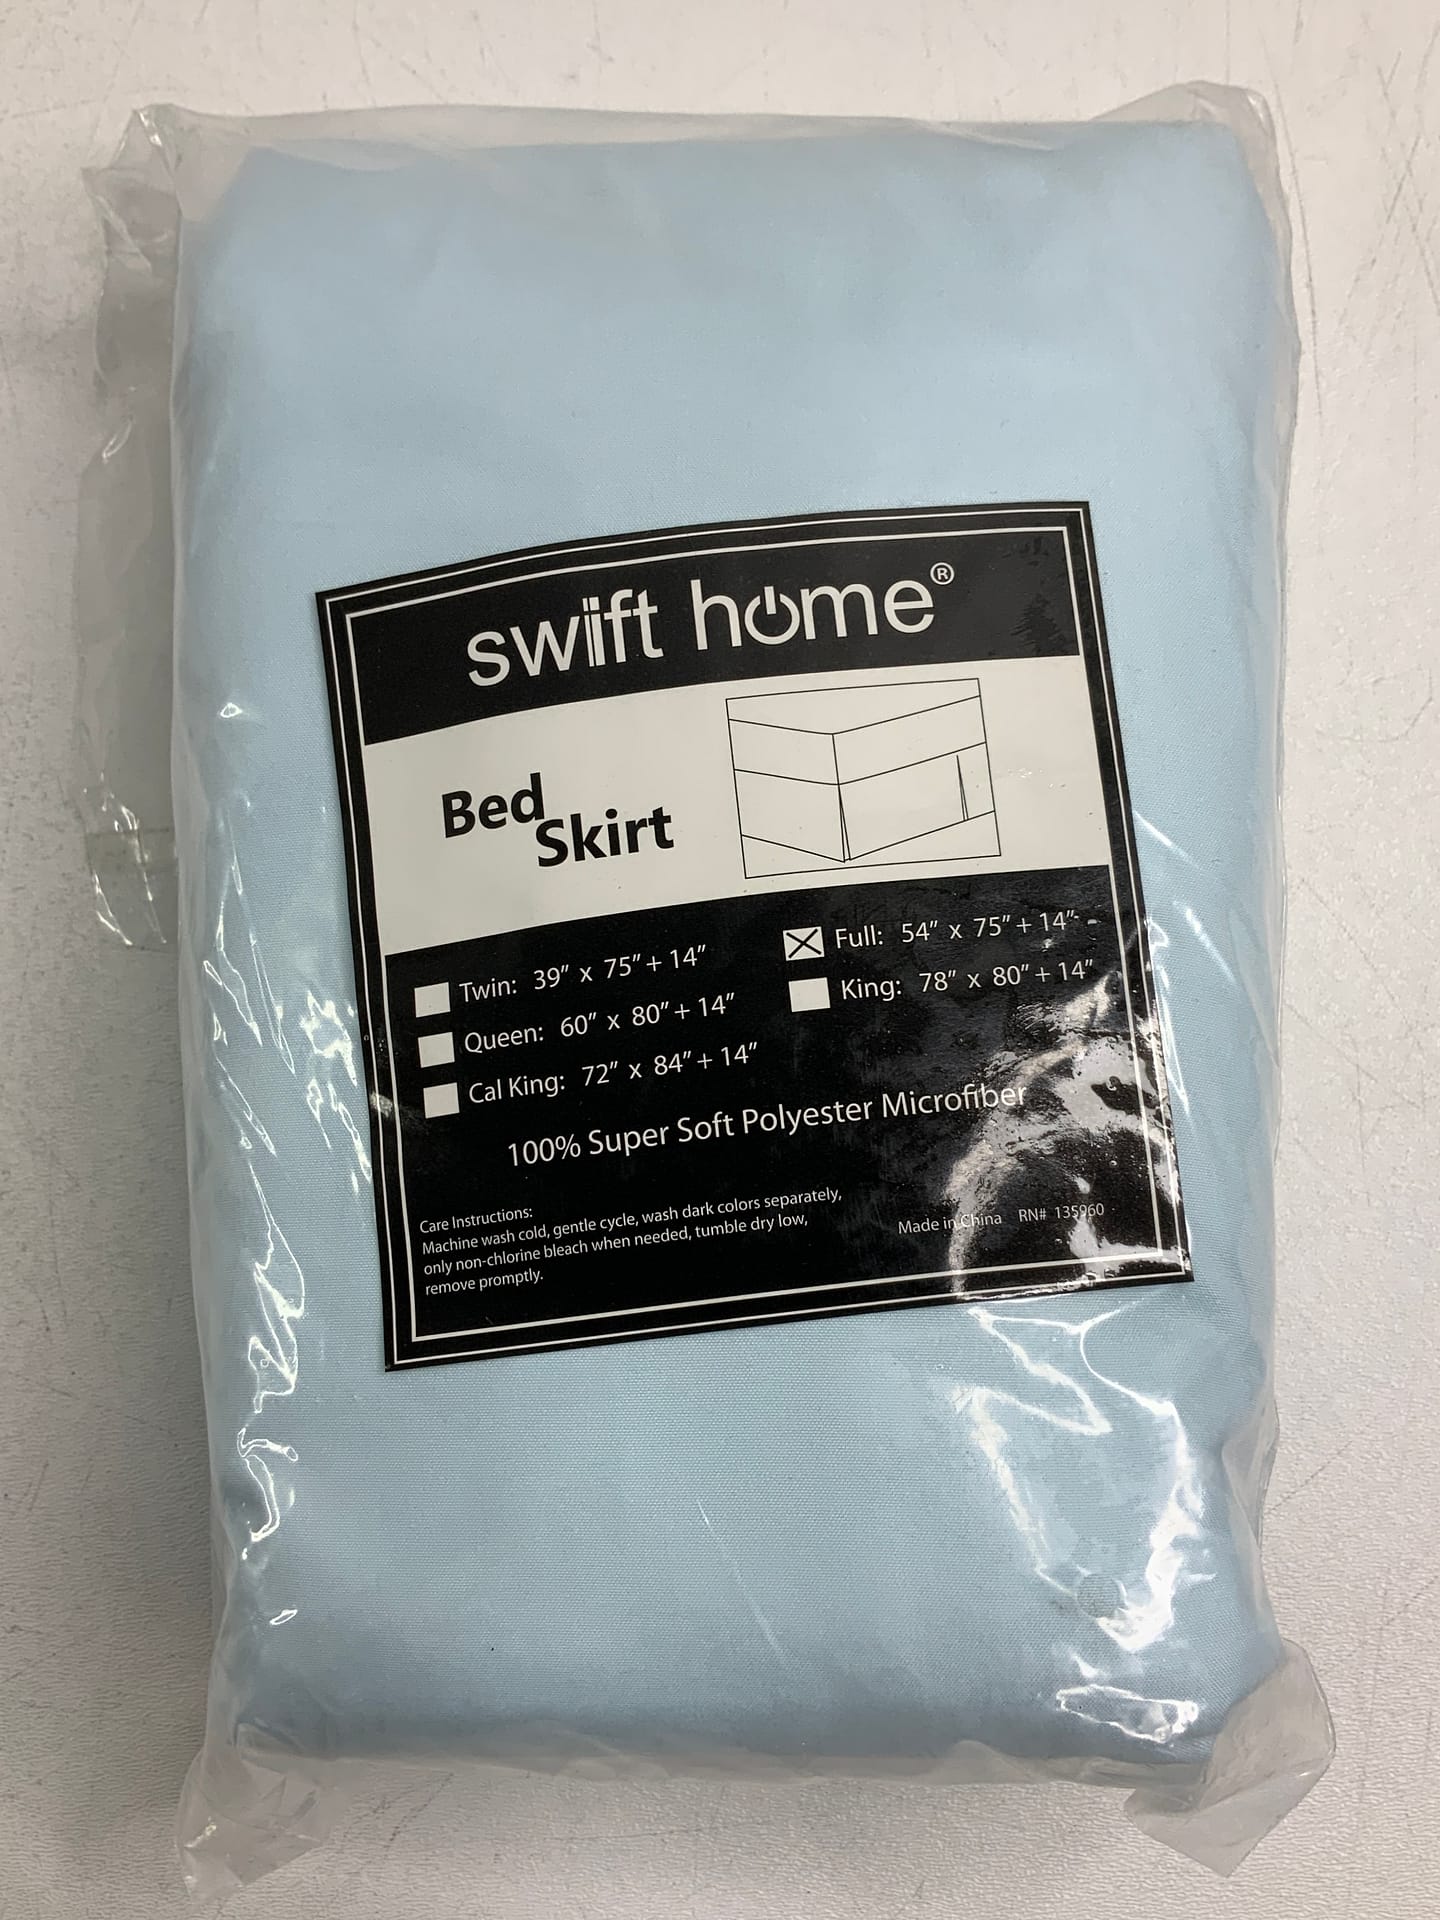 swift home®
Bed
Skirt
Twin: 39" x 75" + 14"
Full: 54" x 75" + 14"
Queen: 60" x 80" + 14"
King: 78" x 80" + 14"
Cal King: 72" x 84" + 14"
100% Super Soft Polyester Microfiber
Care Instructions:
Machine wash cold, gentle cycle, wash dark colors separately,
only non-chlorine bleach when needed, tumble dry low,
remove promptly.
Made in China RN# 135960